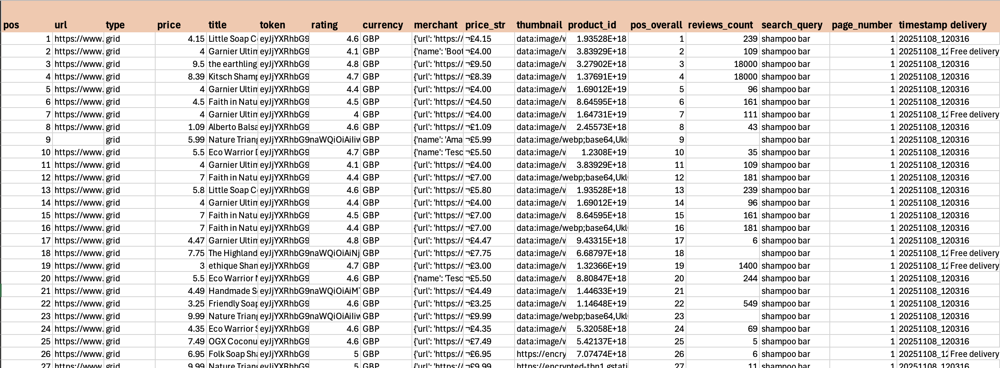 pos url type price title token rating currency merchant price_str thumbnail product_id pos_overall reviews_count search_query page_number timestamp delivery
1 https://www. grid 4.15 Little Soap C eyJjYXRhbG9 4.6 GBP {'url': 'https:// ¬£4.15 data:image/w 1.93528E+18 1 239 shampoo bar 1 20251108_120316
2 https://www. grid 4 Garnier Ultim eyJjYXRhbG9 4.1 GBP {'name': 'Boot ¬£4.00 data:image/w 3.83929E+18 2 109 shampoo bar 1 20251108_12 Free delivery
3 https://www. grid 9.5 the earthling eyJjYXRhbG9 4.8 GBP {'url': 'https:// ¬£9.50 data:image/w 3.27902E+18 3 18000 shampoo bar 1 20251108_120316
4 https://www. grid 8.39 Kitsch Shamp eyJjYXRhbG9 4.7 GBP {'url': 'https:// ¬£8.39 data:image/w 1.37691E+19 4 18000 shampoo bar 1 20251108_120316
5 https://www. grid 4 Garnier Ultim eyJjYXRhbG9 4.4 GBP {'url': 'https:// ¬£4.00 data:image/w 1.69012E+19 5 96 shampoo bar 1 20251108_120316
6 https://www. grid 4.5 Faith in Natu eyJjYXRhbG9 4.5 GBP {'url': 'https:// ¬£4.50 data:image/w 8.64595E+18 6 161 shampoo bar 1 20251108_120316
7 https://www. grid 4 Garnier Ultim eyJjYXRhbG9 4 GBP {'url': 'https:// ¬£4.00 data:image/w 1.64731E+19 7 111 shampoo bar 1 20251108_12 Free delivery
8 https://www. grid 1.09 Alberto Balsa eyJjYXRhbG9 4.6 GBP {'url': 'https:// ¬£1.09 data:image/w 2.45573E+18 8 43 shampoo bar 1 20251108_120316
9 grid 5.99 Nature Triang eyJjYXRhbG9naWQiOiAiIiw GBP {'name': 'Ama ¬£5.99 data:image/webp;base64,Ukl 9 shampoo bar 1 20251108_120316
10 https://www. grid 5.5 Eco Warrior D eyJjYXRhbG9 4.7 GBP {'name': 'Tesc ¬£5.50 data:image/w 1.2308E+19 10 35 shampoo bar 1 20251108_120316
11 https://www. grid 4 Garnier Ultim eyJjYXRhbG9 4.1 GBP {'url': 'https:// ¬£4.00 data:image/w 3.83929E+18 11 109 shampoo bar 1 20251108_120316
12 https://www. grid 7 Faith in Natu eyJjYXRhbG9 4.4 GBP {'url': 'https:// ¬£7.00 data:image/webp;base64,Ukl 12 181 shampoo bar 1 20251108_120316
13 https://www. grid 5.8 Little Soap C eyJjYXRhbG9 4.6 GBP {'url': 'https:// ¬£5.80 data:image/w 1.93528E+18 13 239 shampoo bar 1 20251108_120316
14 https://www. grid 4 Garnier Ultim eyJjYXRhbG9 4.4 GBP {'url': 'https:// ¬£4.00 data:image/w 1.69012E+19 14 96 shampoo bar 1 20251108_120316
15 https://www. grid 7 Faith in Natu eyJjYXRhbG9 4.5 GBP {'url': 'https:// ¬£7.00 data:image/w 8.64595E+18 15 161 shampoo bar 1 20251108_120316
16 https://www. grid 7 Faith in Natu eyJjYXRhbG9 4.4 GBP {'url': 'https:// ¬£7.00 data:image/webp;base64,Ukl 16 181 shampoo bar 1 20251108_120316
17 https://www. grid 4.47 Garnier Ultim eyJjYXRhbG9 4.8 GBP {'url': 'https:// ¬£4.47 data:image/w 9.43315E+18 17 6 shampoo bar 1 20251108_120316
18 https://www. grid 7.75 The Highland eyJjYXRhbG9naWQiOiAiNj GBP {'url': 'https:// ¬£7.75 data:image/w 6.68797E+18 18 shampoo bar 1 20251108_12 Free delivery
19 https://www. grid 3 ethique Sham eyJjYXRhbG9 4.7 GBP {'url': 'https:// ¬£3.00 data:image/w 1.32366E+19 19 1400 shampoo bar 1 20251108_12 Free delivery
20 https://www. grid 5.5 Eco Warrior N eyJjYXRhbG9 4.6 GBP {'name': 'Tesc ¬£5.50 data:image/w 8.80847E+18 20 244 shampoo bar 1 20251108_120316
21 https://www. grid 4.49 Handmade S eyJjYXRhbG9naWQiOiAiMT GBP {'url': 'https:// ¬£4.49 data:image/w 1.44633E+19 21 shampoo bar 1 20251108_120316
22 https://www. grid 3.25 Friendly Soap eyJjYXRhbG9 4.6 GBP {'url': 'https:// ¬£3.25 data:image/w 1.14648E+19 22 549 shampoo bar 1 20251108_120316
23 https://www. grid 9.99 Nature Triang eyJjYXRhbG9naWQiOiAiIiw GBP {'url': 'https:// ¬£9.99 data:image/webp;base64,Ukl 23 shampoo bar 1 20251108_120316
24 https://www. grid 4.35 Eco Warrior S eyJjYXRhbG9 4.6 GBP {'url': 'https:// ¬£4.35 data:image/w 5.32058E+18 24 69 shampoo bar 1 20251108_120316
25 https://www. grid 7.49 OGX Coconu eyJjYXRhbG9 4.6 GBP {'url': 'https:// ¬£7.49 data:image/w 5.42137E+18 25 5 shampoo bar 1 20251108_120316
26 https://www. grid 6.95 Folk Soap Sha eyJjYXRhbG9 5 GBP {'url': 'https:// ¬£6.95 https://encry 7.07474E+18 26 6 shampoo bar 1 20251108_12 Free delivery
27 https://www. grid 9.99 Nature Triang eyJjYXRhbG9 5 GBP {'url': 'https:// ¬£9.99 https://encrypted-tbn1.gstati 27 11 shampoo bar 1 20251108_120316